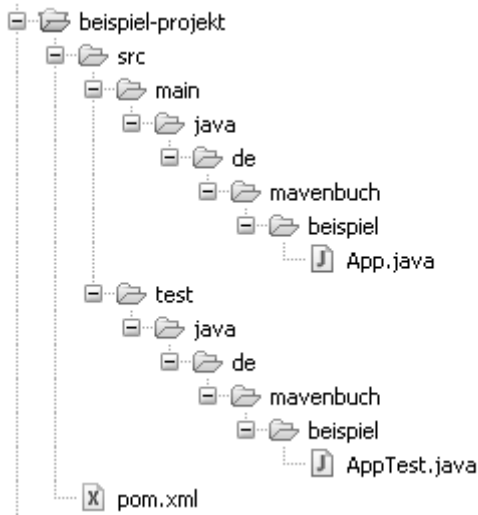 beispiel-projekt
src
main
java
de
mavenbuch
beispiel
App.java
test
java
de
mavenbuch
beispiel
AppTest.java
pom.xml